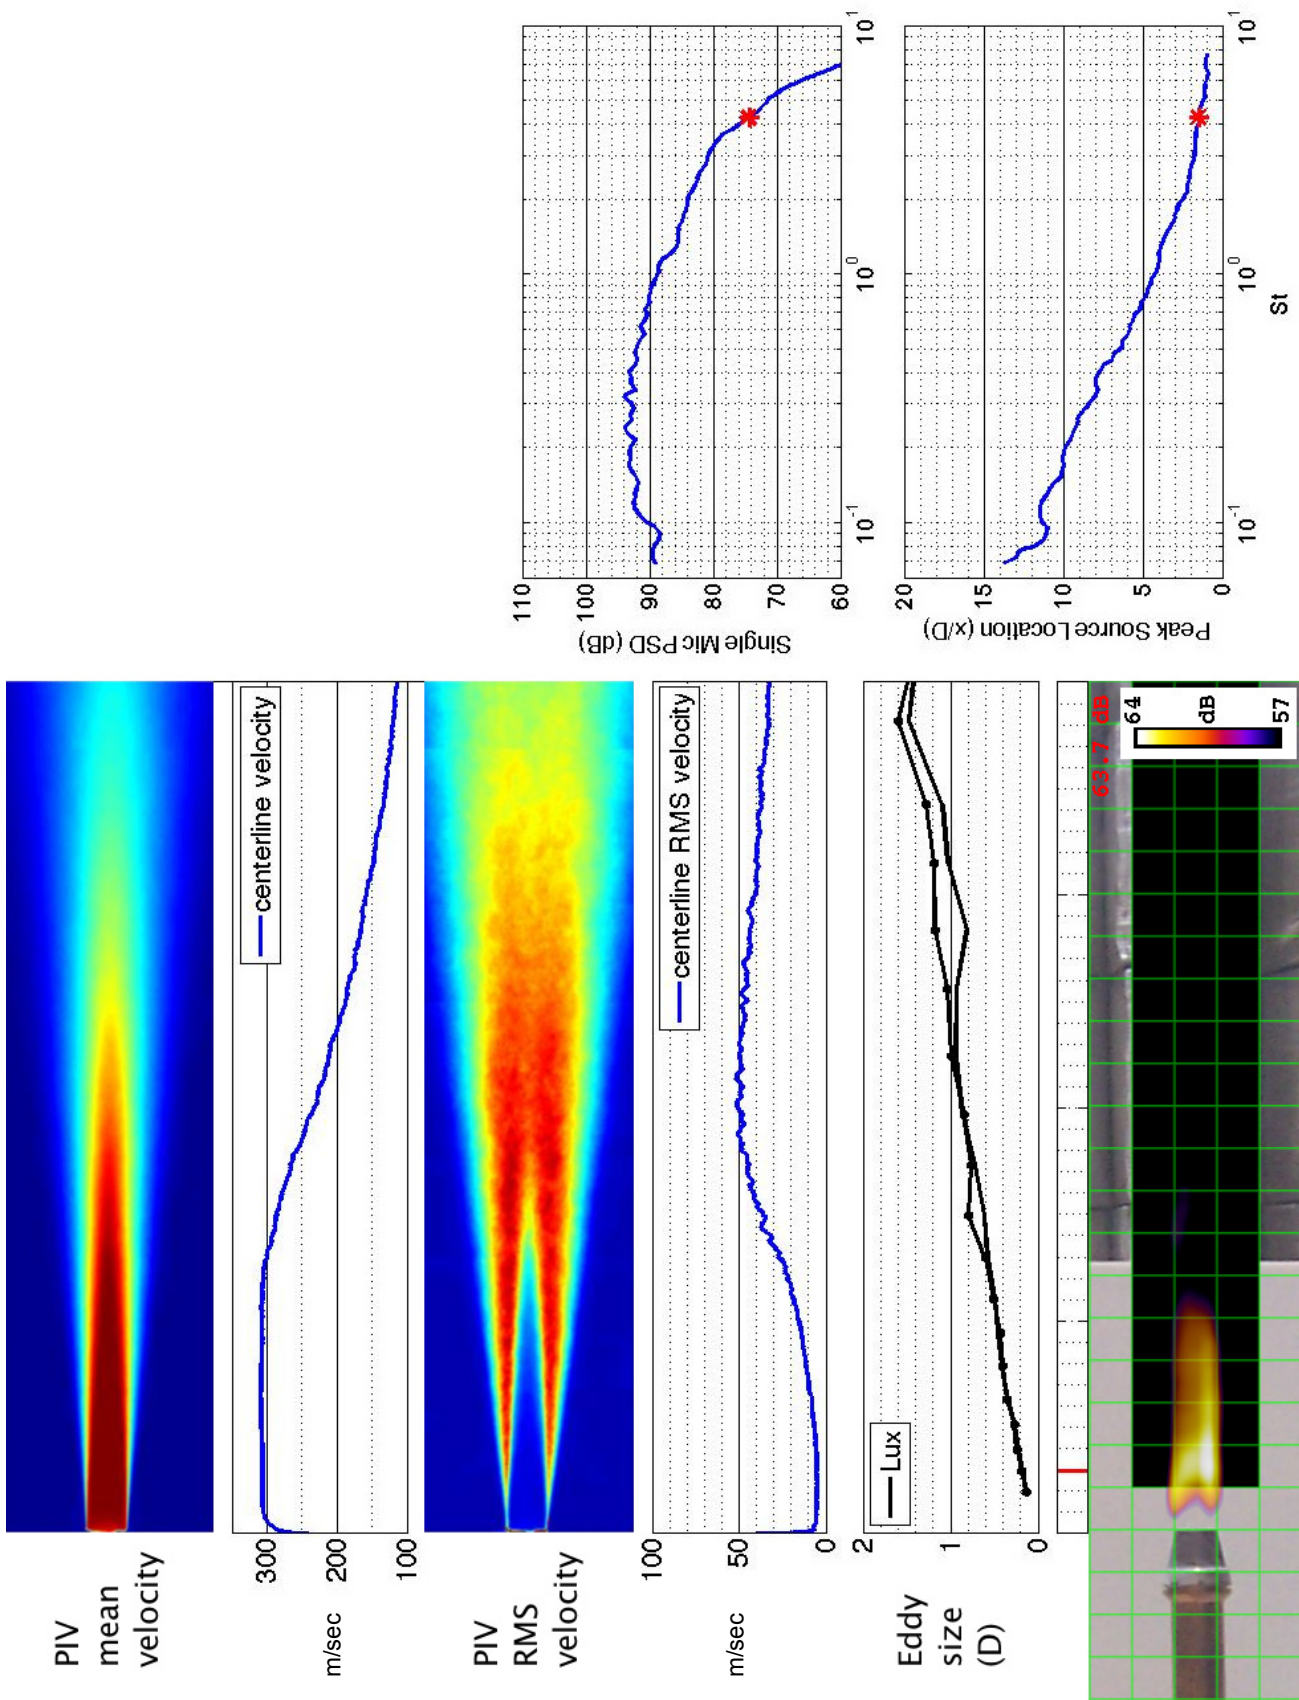 PIV
mean
velocity
300
200
100
m/sec
centerline velocity
PIV
RMS
velocity
100
50
0
m/sec
centerline RMS velocity
Eddy
size
(D)
2
1
0
Lux
63.7 dB
64
dB
57
110
100
90
80
70
60
Single Mic PSD (dB)
10-1
100
101
20
15
10
5
0
Peak Source Location (x/D)
10-1
100
101
St